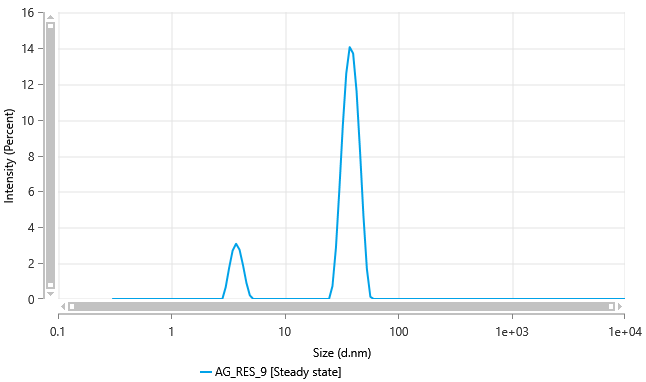 16
14
12
10
8
6
4
2
0
Intensity (Percent)
0.1 1 10 100 1e+03 1e+04
Size (d.nm)
AG_RES_9 [Steady state]